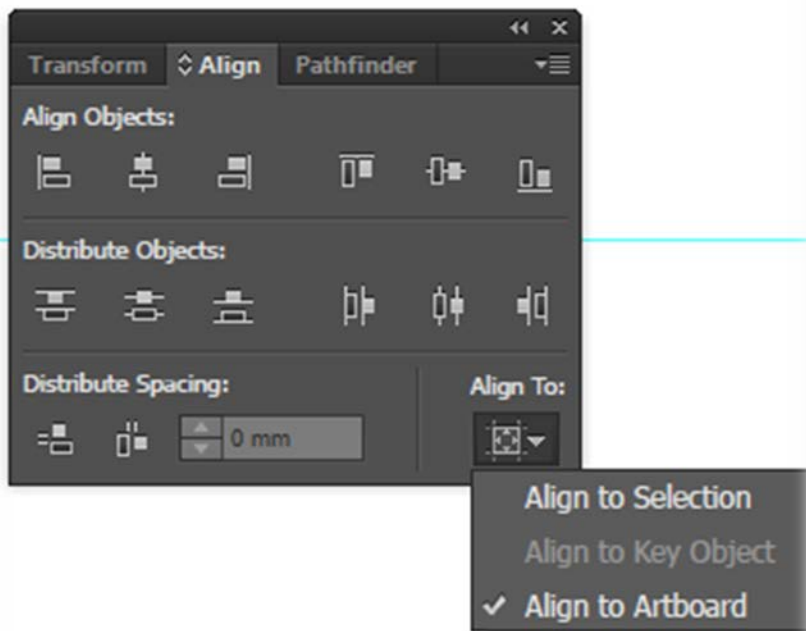 Transform Align Pathfinder
Align Objects:
Distribute Objects:
Distribute Spacing: Align To:
0 mm
Align to Selection
Align to Key Object
Align to Artboard